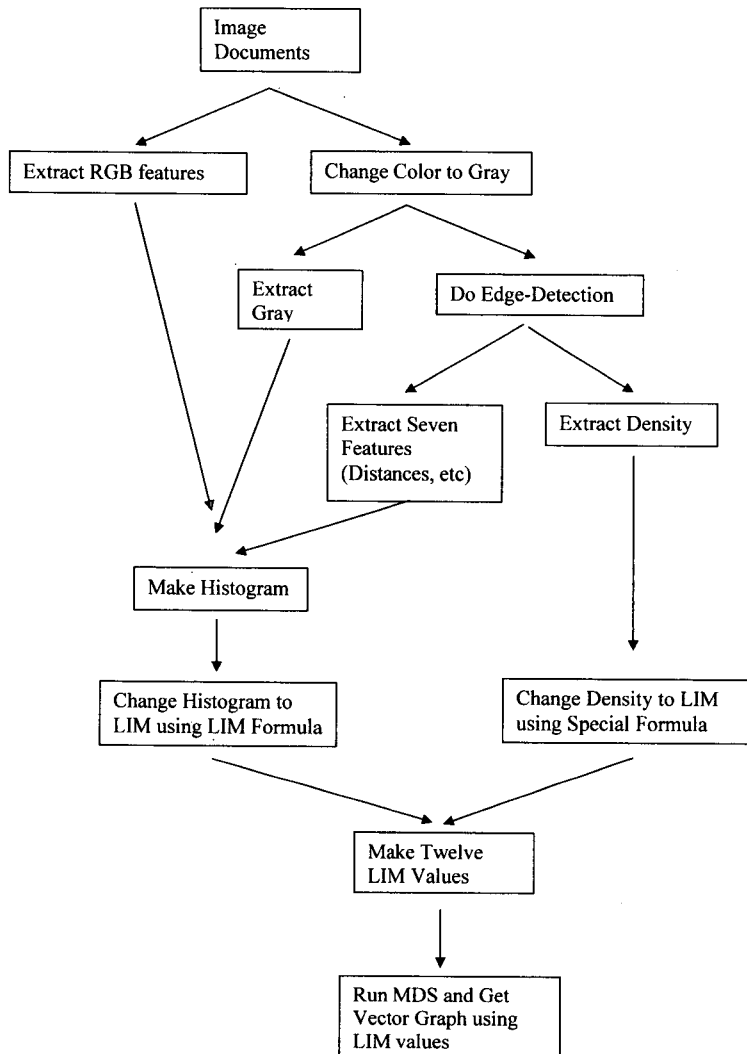 Image
Documents
Extract RGB features
Change Color to Gray
Extract
Gray
Do Edge-Detection
Extract Seven
Features
(Distances, etc)
Extract Density
Make Histogram
Change Histogram to
LIM using LIM Formula
Change Density to LIM
using Special Formula
Make Twelve
LIM Values
Run MDS and Get
Vector Graph using
LIM values